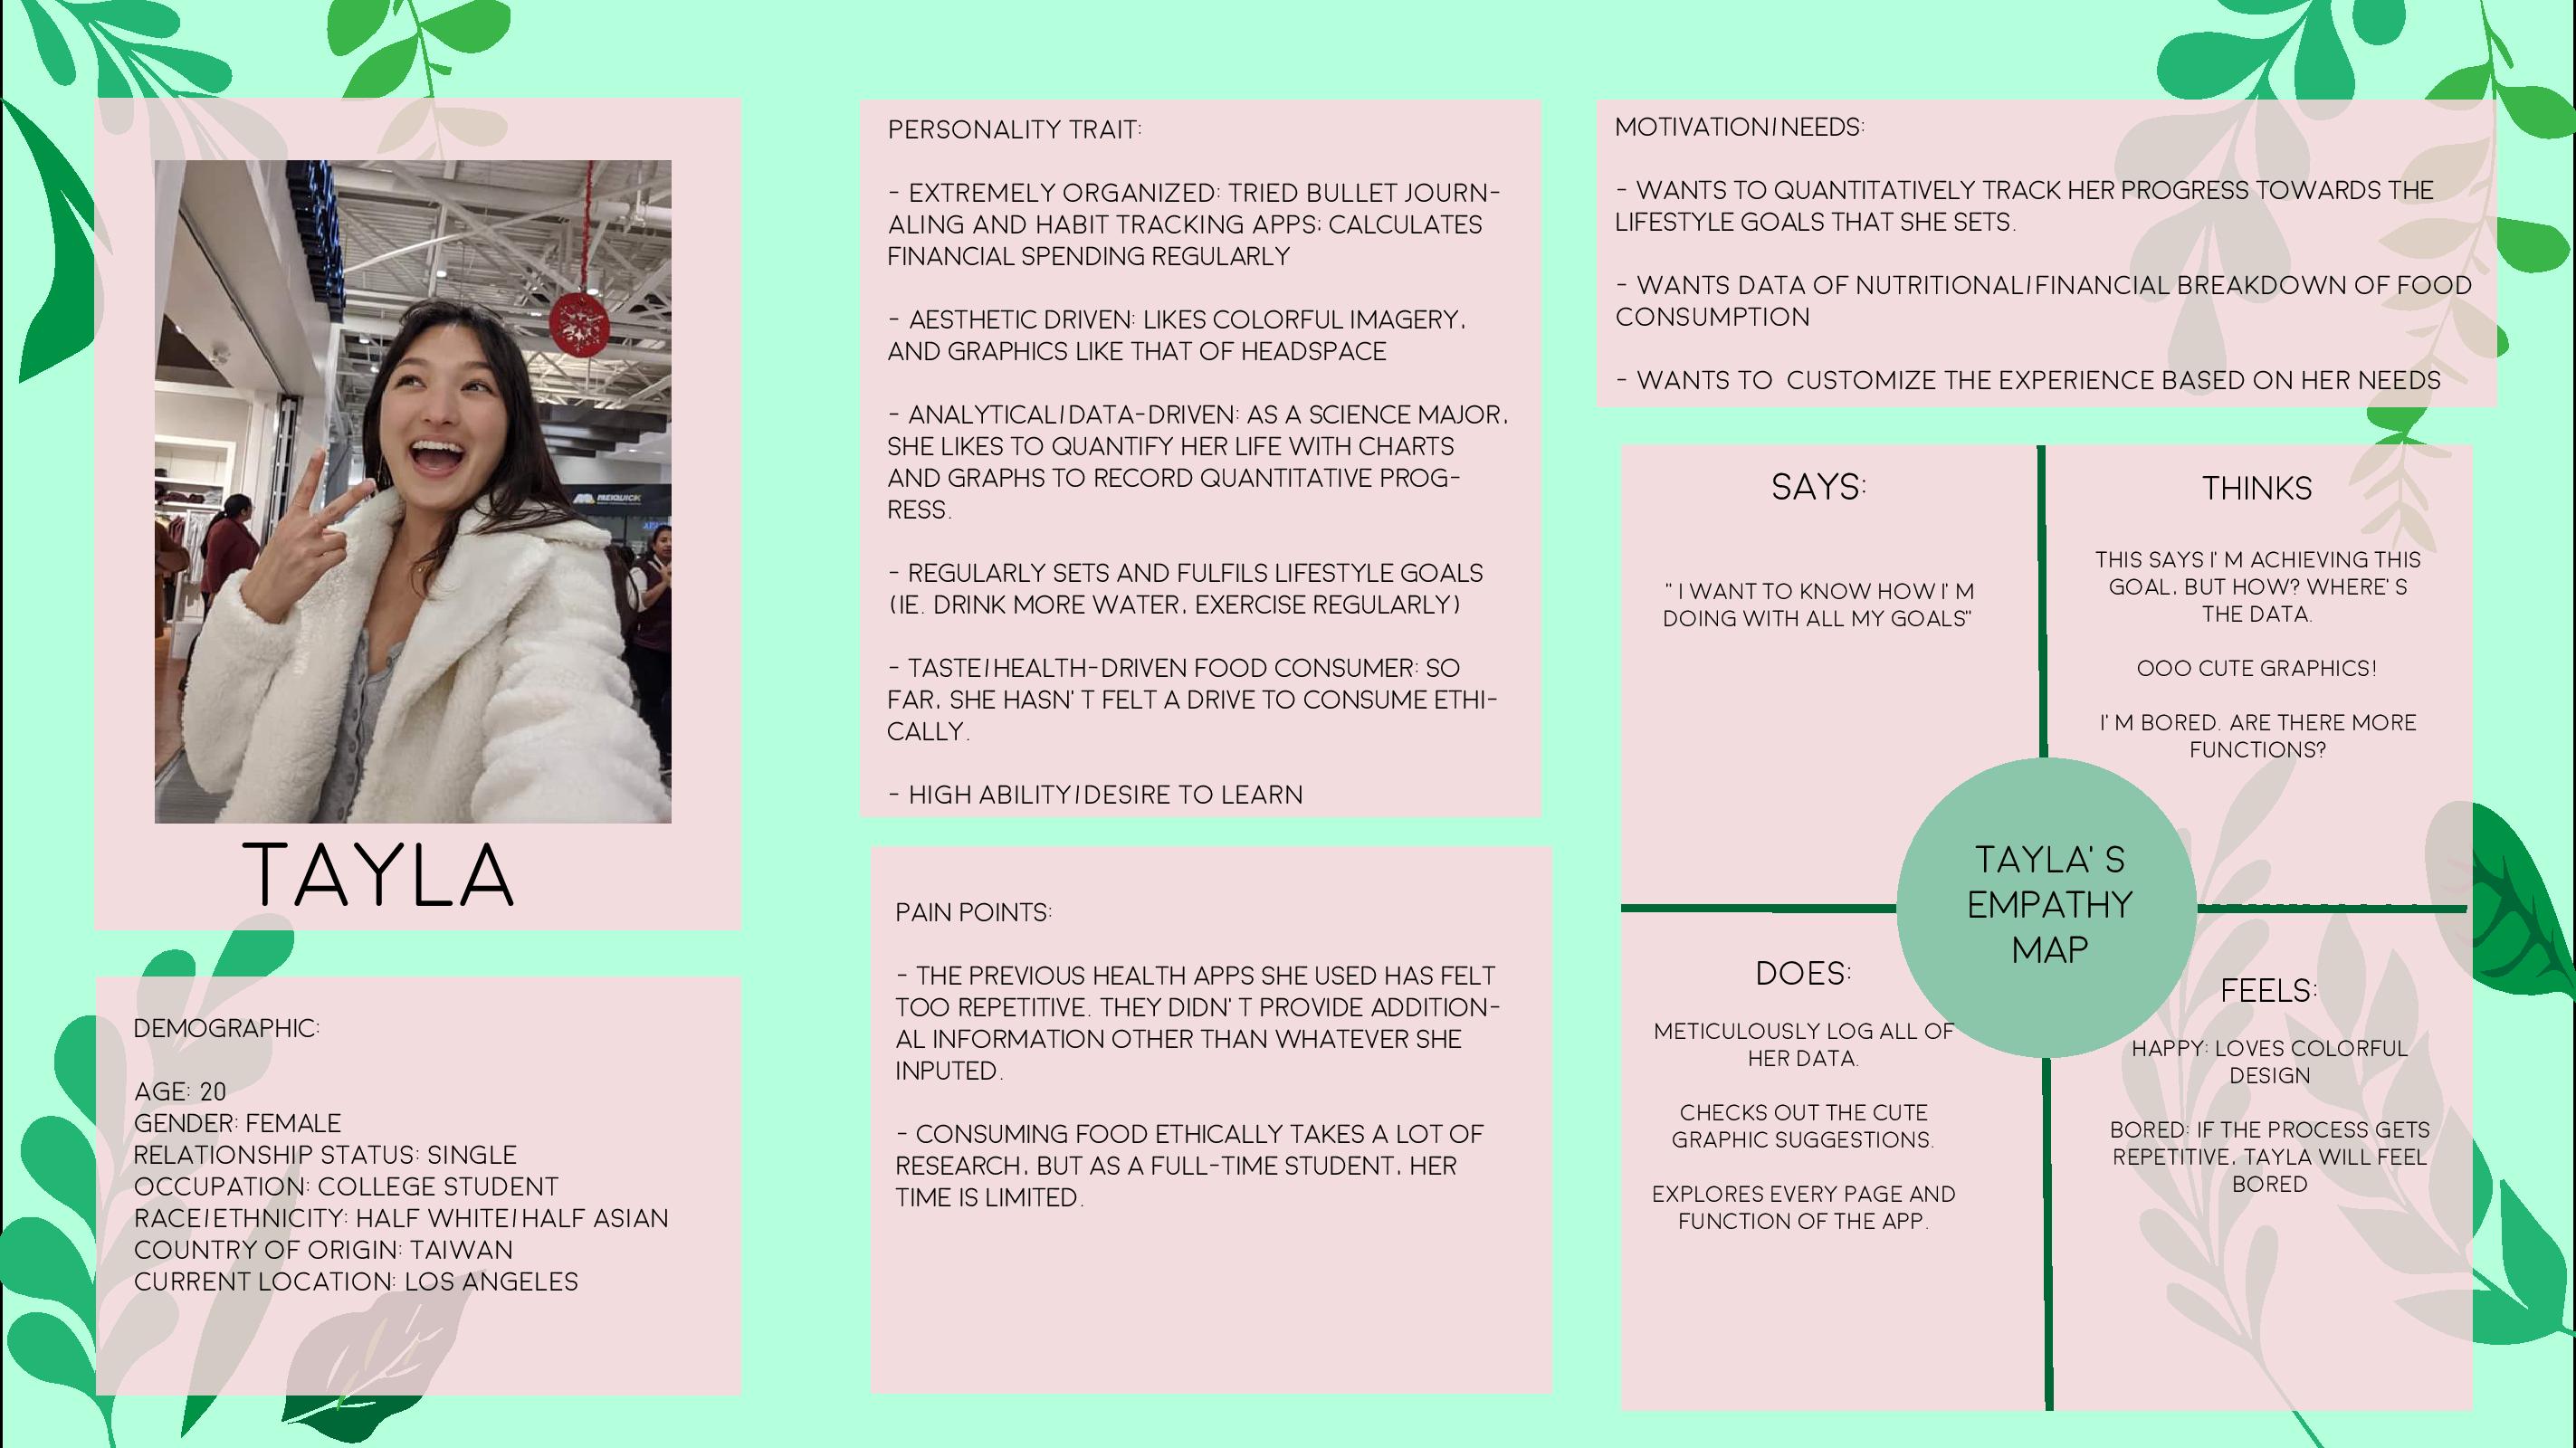 TAYLA
DEMOGRAPHIC:
AGE: 20
GENDER: FEMALE
RELATIONSHIP STATUS: SINGLE
OCCUPATION: COLLEGE STUDENT
RACE/ETHNICITY: HALF WHITE/HALF ASIAN
COUNTRY OF ORIGIN: TAIWAN
CURRENT LOCATION: LOS ANGELES
PERSONALITY TRAIT:
- EXTREMELY ORGANIZED: TRIED BULLET JOURN-
ALING AND HABIT TRACKING APPS; CALCULATES
FINANCIAL SPENDING REGULARLY
- AESTHETIC DRIVEN: LIKES COLORFUL IMAGERY,
AND GRAPHICS LIKE THAT OF HEADSPACE
- ANALYTICAL/DATA-DRIVEN: AS A SCIENCE MAJOR,
SHE LIKES TO QUANTIFY HER LIFE WITH CHARTS
AND GRAPHS TO RECORD QUANTITATIVE PROG-
RESS.
- REGULARLY SETS AND FULFILS LIFESTYLE GOALS
(IE. DRINK MORE WATER, EXERCISE REGULARLY)
- TASTE/HEALTH-DRIVEN FOOD CONSUMER: SO
FAR, SHE HASN'T FELT A DRIVE TO CONSUME ETHI-
CALLY.
- HIGH ABILITY/DESIRE TO LEARN
PAIN POINTS:
- THE PREVIOUS HEALTH APPS SHE USED HAS FELT
TOO REPETITIVE. THEY DIDN'T PROVIDE ADDITION-
AL INFORMATION OTHER THAN WHATEVER SHE
INPUTED.
- CONSUMING FOOD ETHICALLY TAKES A LOT OF
RESEARCH, BUT AS A FULL-TIME STUDENT, HER
TIME IS LIMITED.
MOTIVATION/NEEDS:
- WANTS TO QUANTITATIVELY TRACK HER PROGRESS TOWARDS THE
LIFESTYLE GOALS THAT SHE SETS.
- WANTS DATA OF NUTRITIONAL/FINANCIAL BREAKDOWN OF FOOD
CONSUMPTION
- WANTS TO CUSTOMIZE THE EXPERIENCE BASED ON HER NEEDS
SAYS:
"I WANT TO KNOW HOW I'M
DOING WITH ALL MY GOALS"
THINKS
THIS SAYS I'M ACHIEVING THIS
GOAL, BUT HOW? WHERE'S
THE DATA.
OOO CUTE GRAPHICS!
I'M BORED. ARE THERE MORE
FUNCTIONS?
TAYLA'S
EMPATHY
MAP
DOES:
METICULOUSLY LOG ALL OF
HER DATA.
CHECKS OUT THE CUTE
GRAPHIC SUGGESTIONS.
EXPLORES EVERY PAGE AND
FUNCTION OF THE APP.
FEELS:
HAPPY: LOVES COLORFUL
DESIGN
BORED: IF THE PROCESS GETS
REPETITIVE, TAYLA WILL FEEL
BORED